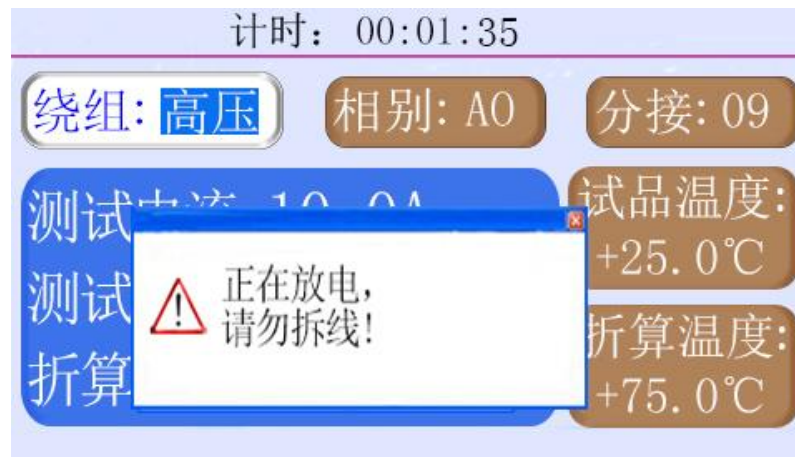 计时: 00:01:35
绕组: 高压
相别: AO
分接: 09
测试
测试
折算
正在放电,
请勿拆线!
试品温度:
+25.0℃
折算温度:
+75.0℃